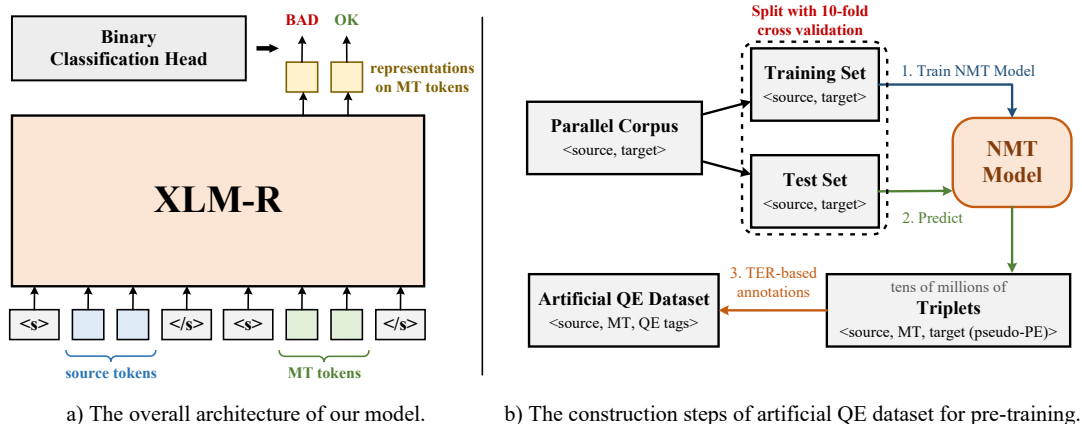 Binary
Classification Head
BAD
OK
representations
on MT tokens
XLM-R
<s>
</s>
<s>
</s>
source tokens
MT tokens
a) The overall architecture of our model.
Split with 10-fold
cross validation
Training Set
<source, target>
1. Train NMT Model
Parallel Corpus
<source, target>
NMT
Model
Test Set
<source, target>
2. Predict
Artificial QE Dataset
<source, MT, QE tags>
3. TER-based
annotations
tens of millions of
Triplets
<source, MT, target (pseudo-PE)>
b) The construction steps of artificial QE dataset for pre-training.